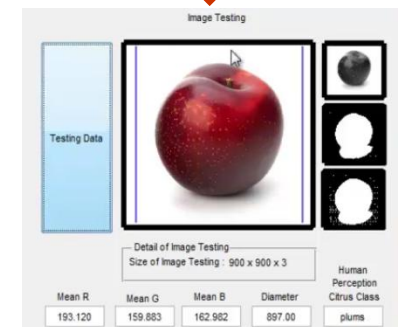 Image Testing
Testing Data
Detail of Image Testing
Size of Image Testing : 900 x 900 x 3
Human
Perception
Citrus Class
Mean R
Mean G
Mean B
Diameter
193.120
159.883
162.982
897.00
plums